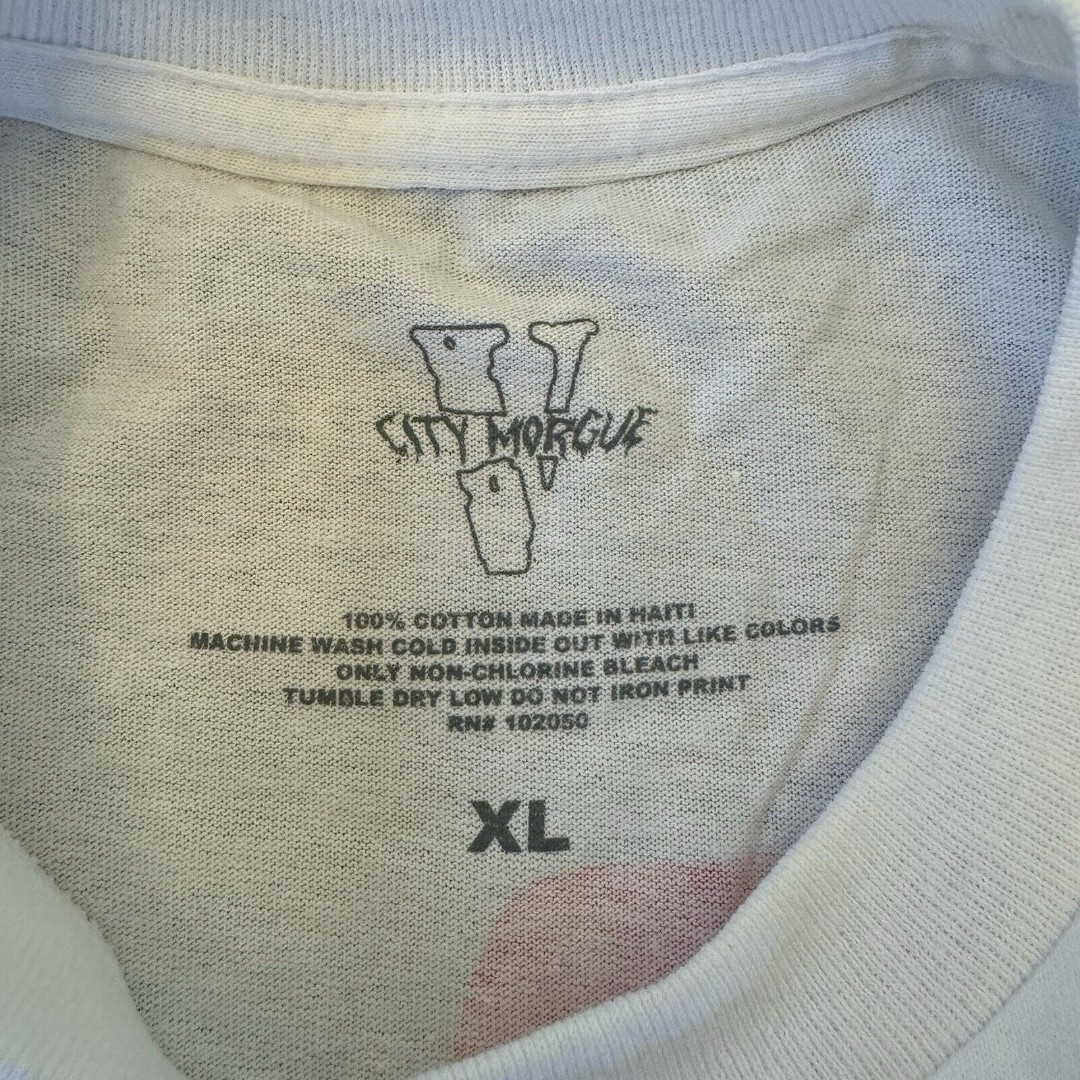 V
CITY MORGUE
100% COTTON MADE IN HAITI
MACHINE WASH COLD INSIDE OUT WITH LIKE COLORS
ONLY NON-CHLORINE BLEACH
TUMBLE DRY LOW DO NOT IRON PRINT
RN# 102050
XL